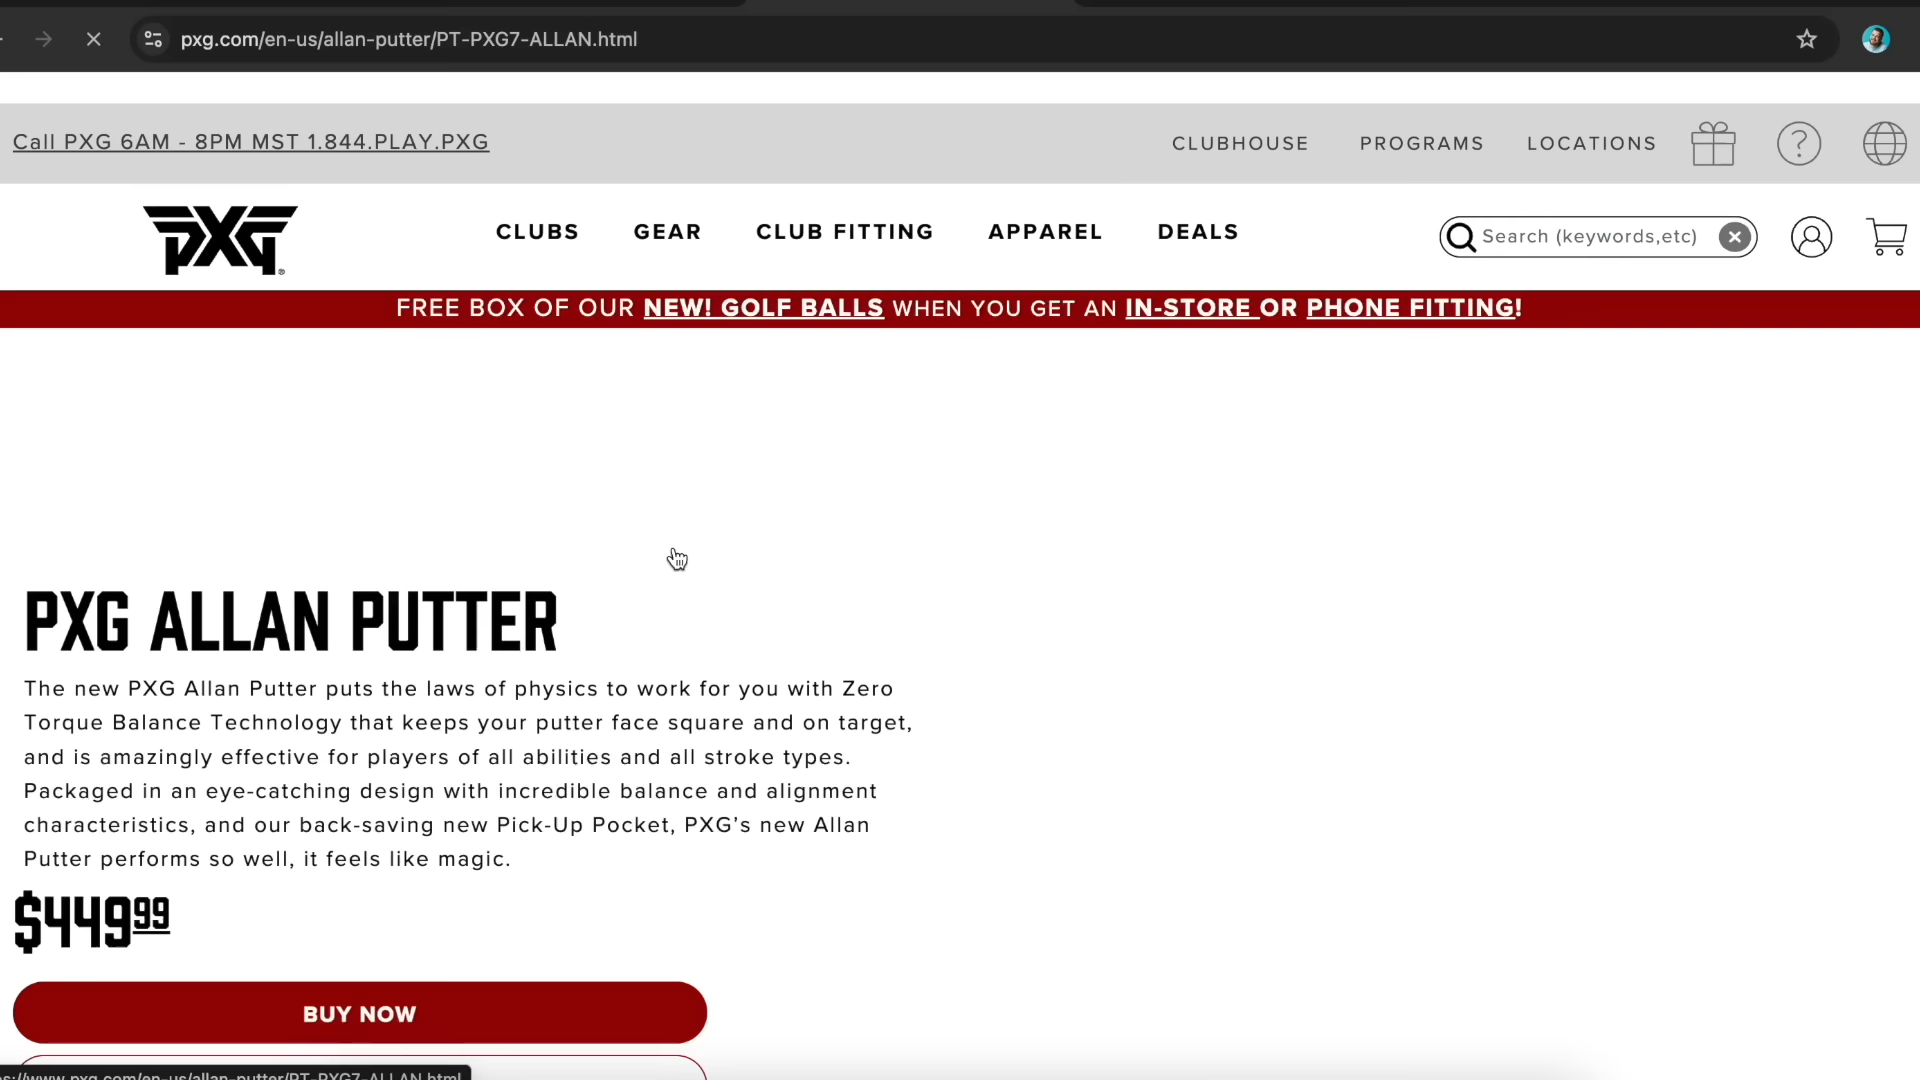 pxg.com/en-us/allan-putter/PT-PXG7-ALLAN.html
Call PXG 6AM - 8PM MST 1.844.PLAY.PXG
CLUBHOUSE PROGRAMS LOCATIONS
PXG
CLUBS GEAR CLUB FITTING APPAREL DEALS
Search (keywords,etc)
FREE BOX OF OUR NEW! GOLF BALLS WHEN YOU GET AN IN-STORE OR PHONE FITTING!
PXG ALLAN PUTTER
The new PXG Allan Putter puts the laws of physics to work for you with Zero
Torque Balance Technology that keeps your putter face square and on target,
and is amazingly effective for players of all abilities and all stroke types.
Packaged in an eye-catching design with incredible balance and alignment
characteristics, and our back-saving new Pick-Up Pocket, PXG’s new Allan
Putter performs so well, it feels like magic.
$44999
BUY NOW
s://www.pxg.com/en-us/allan-putter/PT-PXG7-ALLAN.html